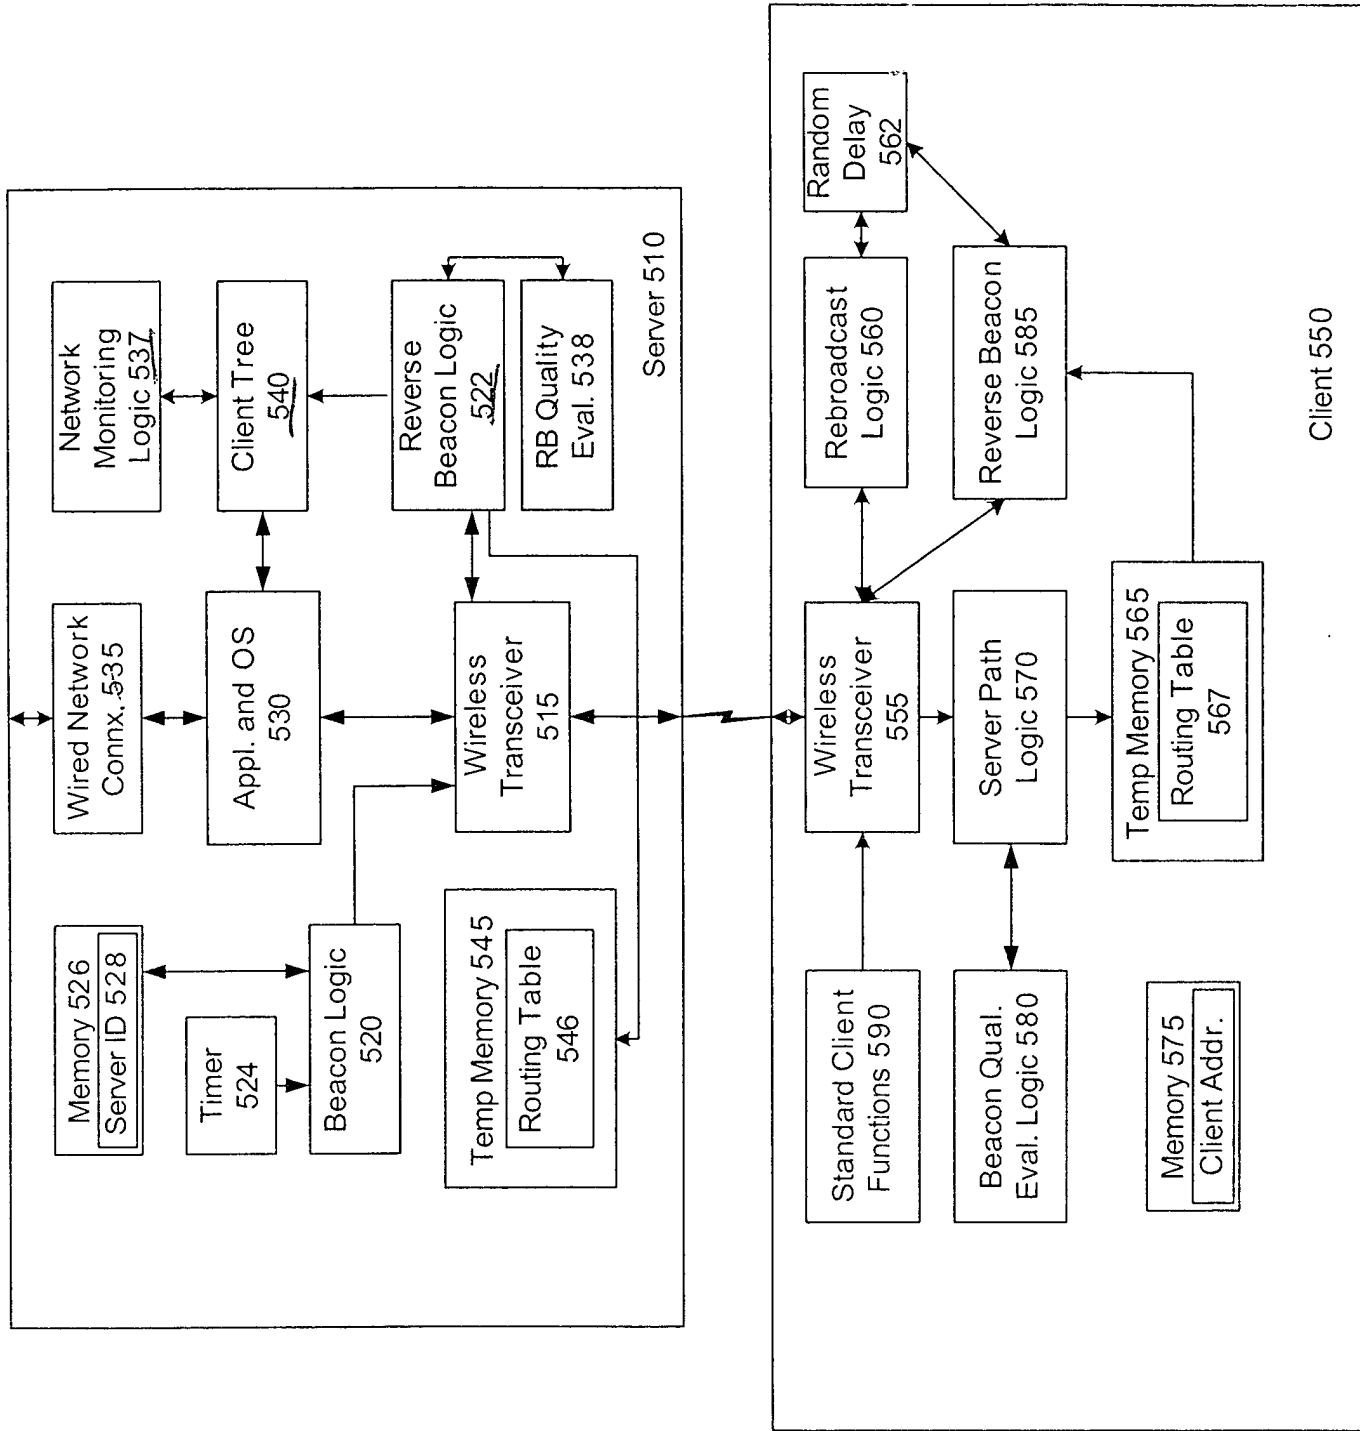 Memory 526
Server ID 528
Timer
524
Beacon Logic
520
Temp Memory 545
Routing Table
546
Wired Network
Connx. 535
Appl. and OS
530
Wireless
Transceiver
515
Network
Monitoring
Logic 537
Client Tree
540
Reverse
Beacon Logic
522
RB Quality
Eval. 538
Server 510
Standard Client
Functions 590
Beacon Qual.
Eval. Logic 580
Memory 575
Client Addr.
Wireless
Transceiver
555
Server Path
Logic 570
Temp Memory 565
Routing Table
567
Rebroadcast
Logic 560
Random
Delay
562
Reverse Beacon
Logic 585
Client 550